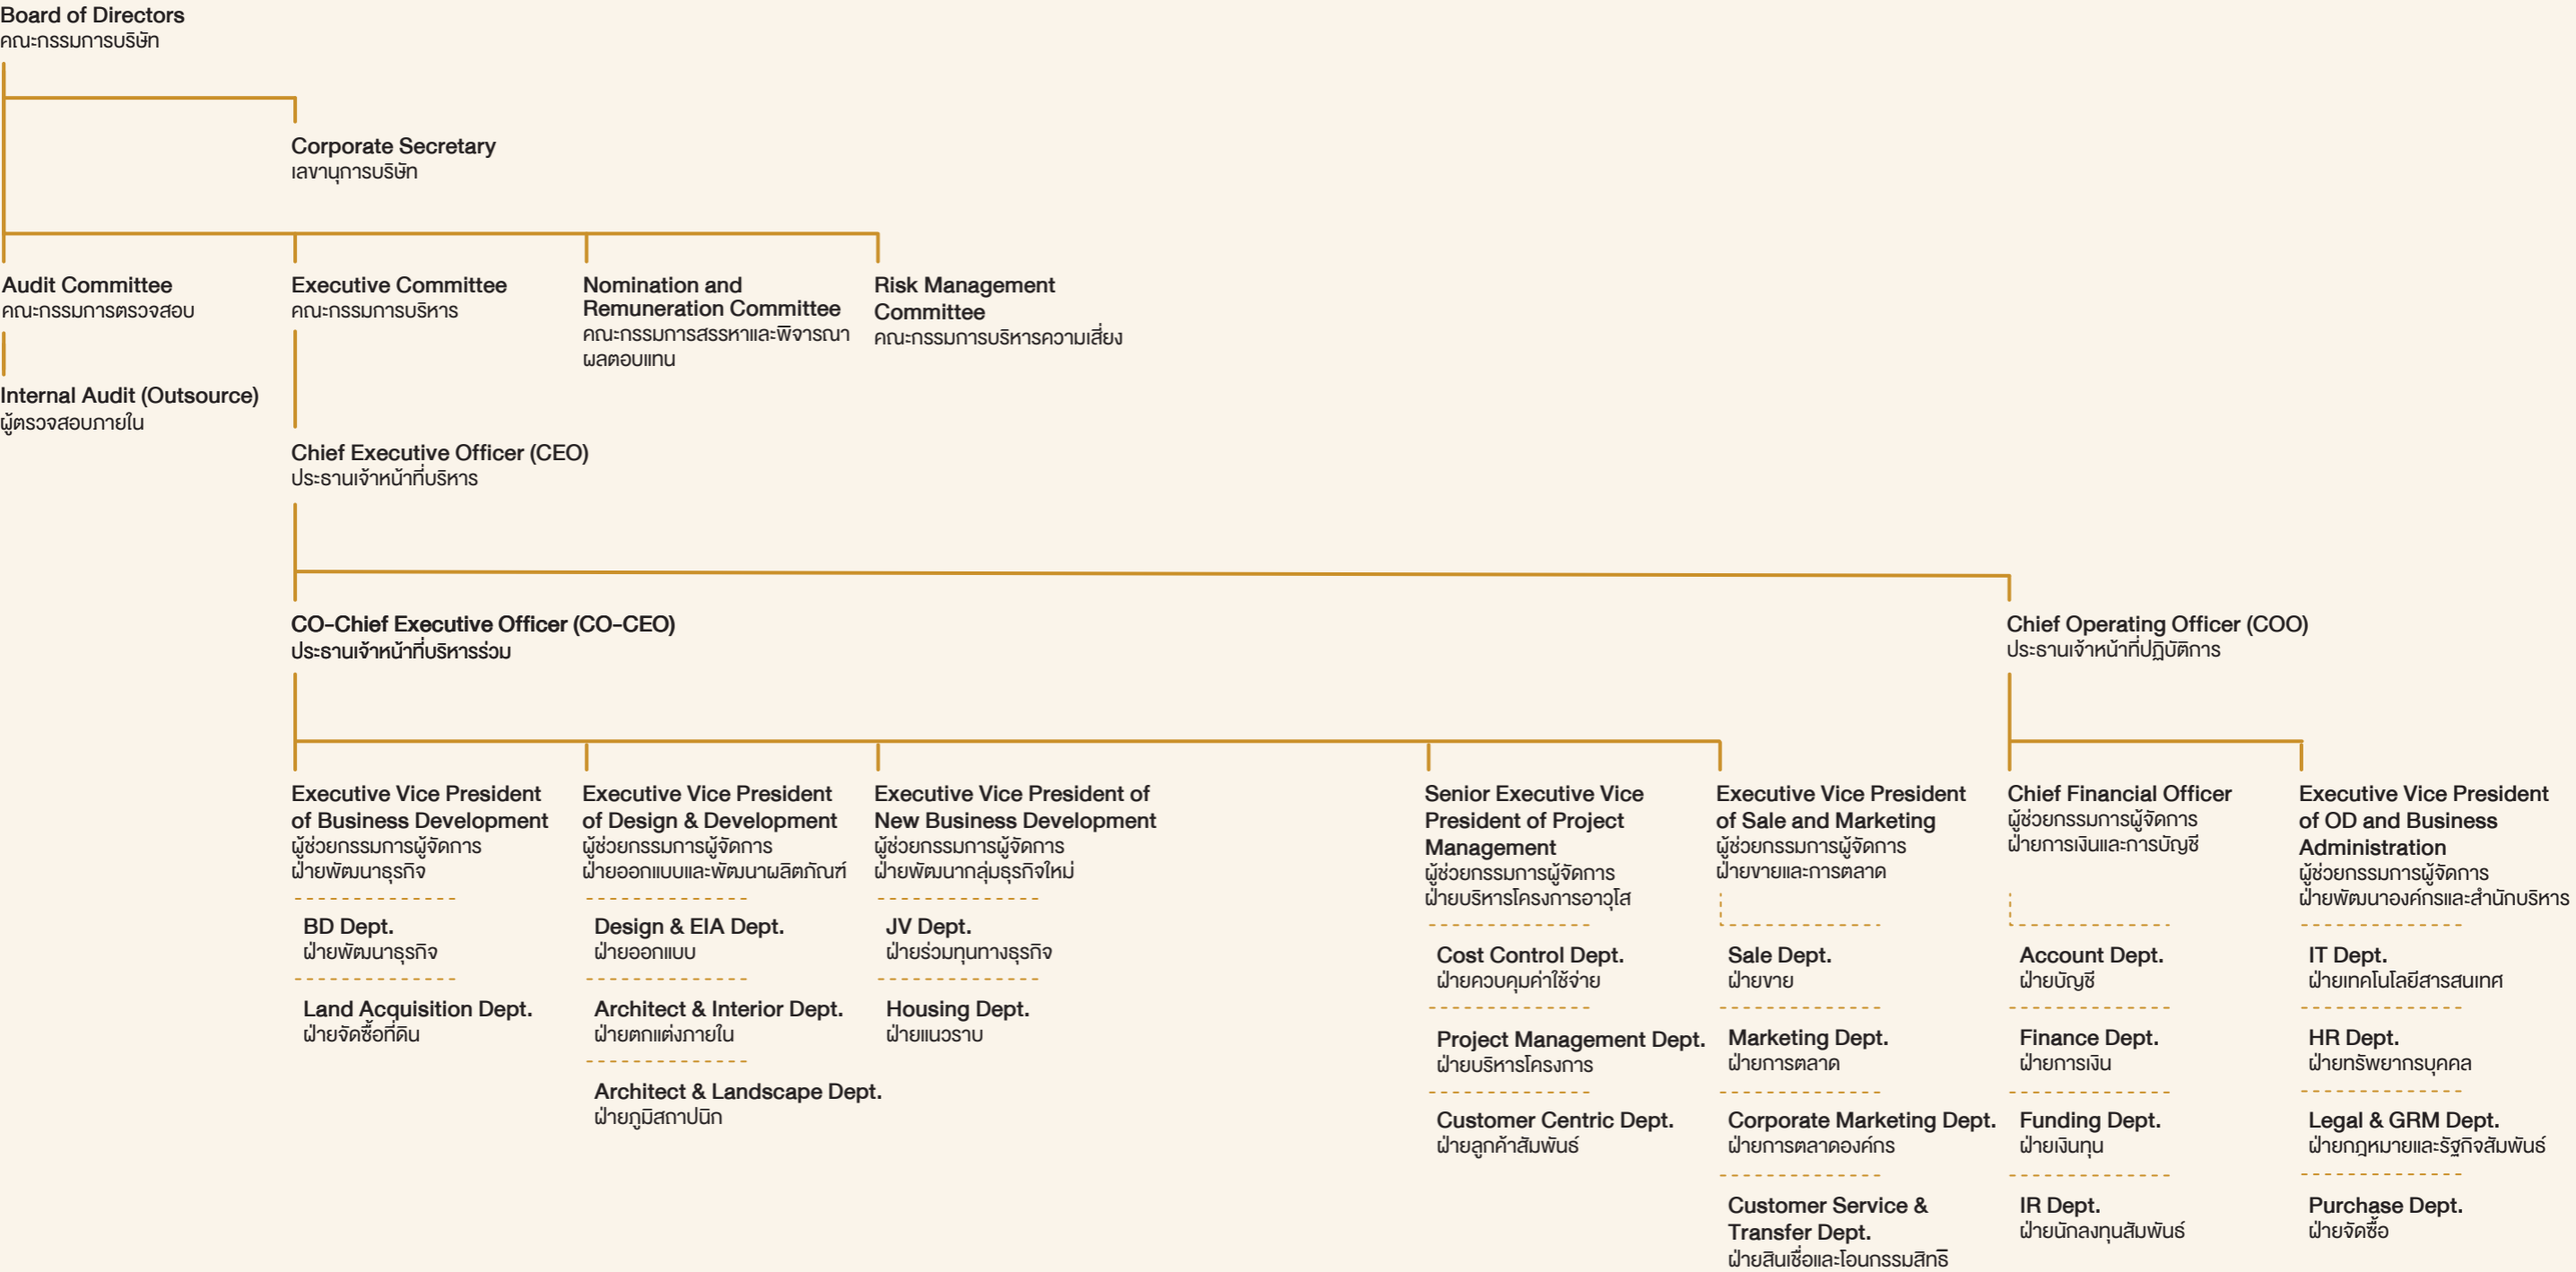 Board of Directors
คณะกรรมการบริษัท
Corporate Secretary
เลขานุการบริษัท
Audit Committee
คณะกรรมการตรวจสอบ
Executive Committee
คณะกรรมการบริหาร
Nomination and
Remuneration Committee
คณะกรรมการสรรหาและพิจารณา
ผลตอบแทน
Risk Management
Committee
คณะกรรมการบริหารความเสี่ยง
Internal Audit (Outsource)
ผู้ตรวจสอบภายใน
Chief Executive Officer (CEO)
ประธานเจ้าหน้าที่บริหาร
CO-Chief Executive Officer (CO-CEO)
ประธานเจ้าหน้าที่บริหารร่วม
Chief Operating Officer (COO)
ประธานเจ้าหน้าที่ปฏิบัติการ
Executive Vice President
of Business Development
ผู้ช่วยกรรมการผู้จัดการ
ฝ่ายพัฒนาธุรกิจ
BD Dept.
ฝ่ายพัฒนาธุรกิจ
Land Acquisition Dept.
ฝ่ายจัดซื้อที่ดิน
Executive Vice President
of Design & Development
ผู้ช่วยกรรมการผู้จัดการ
ฝ่ายออกแบบและพัฒนาผลิตภัณฑ์
Design & EIA Dept.
ฝ่ายออกแบบ
Architect & Interior Dept.
ฝ่ายตกแต่งภายใน
Architect & Landscape Dept.
ฝ่ายภูมิสถาปนิก
Executive Vice President of
New Business Development
ผู้ช่วยกรรมการผู้จัดการ
ฝ่ายพัฒนากลุ่มธุรกิจใหม่
JV Dept.
ฝ่ายร่วมทุนทางธุรกิจ
Housing Dept.
ฝ่ายแนวราบ
Senior Executive Vice
President of Project
Management
ผู้ช่วยกรรมการผู้จัดการ
ฝ่ายบริหารโครงการอาวุโส
Cost Control Dept.
ฝ่ายควบคุมค่าใช้จ่าย
Project Management Dept.
ฝ่ายบริหารโครงการ
Customer Centric Dept.
ฝ่ายลูกค้าสัมพันธ์
Executive Vice President
of Sale and Marketing
ผู้ช่วยกรรมการผู้จัดการ
ฝ่ายขายและการตลาด
Sale Dept.
ฝ่ายขาย
Marketing Dept.
ฝ่ายการตลาด
Corporate Marketing Dept.
ฝ่ายการตลาดองค์กร
Customer Service &
Transfer Dept.
ฝ่ายสินเชื่อและโอนกรรมสิทธิ
Chief Financial Officer
ผู้ช่วยกรรมการผู้จัดการ
ฝ่ายการเงินและการบัญชี
Account Dept.
ฝ่ายบัญชี
Finance Dept.
ฝ่ายการเงิน
Funding Dept.
ฝ่ายเงินทุน
IR Dept.
ฝ่ายนักลงทุนสัมพันธ์
Executive Vice President
of OD and Business
Administration
ผู้ช่วยกรรมการผู้จัดการ
ฝ่ายพัฒนาองค์กรและสำนักบริหาร
IT Dept.
ฝ่ายเทคโนโลยีสารสนเทศ
HR Dept.
ฝ่ายทรัพยากรบุคคล
Legal & GRM Dept.
ฝ่ายกฎหมายและรัฐกิจสัมพันธ์
Purchase Dept.
ฝ่ายจัดซื้อ